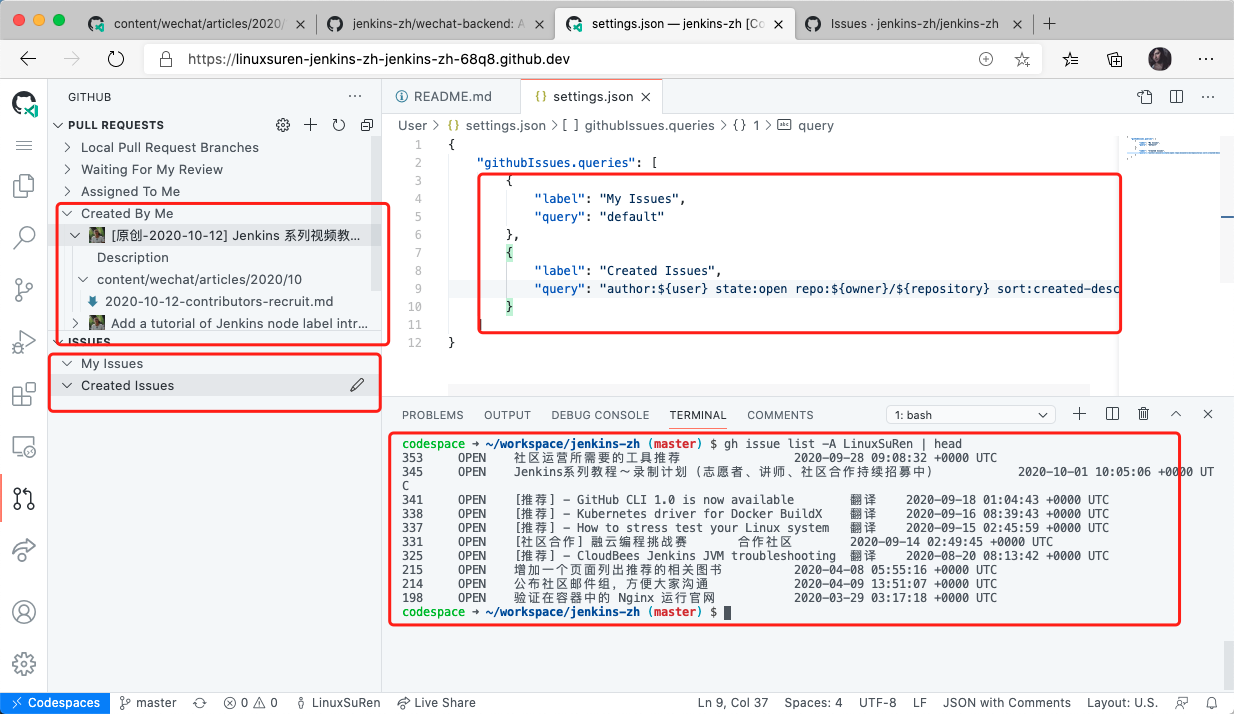 content/wechat/articles/2020/
jenkins-zh/wechat-backend: A
settings.json — jenkins-zh [Co
Issues · jenkins-zh/jenkins-zh
https://linuxsuren-jenkins-zh-jenkins-zh-68q8.github.dev
GITHUB
PULL REQUESTS
Local Pull Request Branches
Waiting For My Review
Assigned To Me
Created By Me
[原创-2020-10-12] Jenkins 系列视频教...
Description
content/wechat/articles/2020/10
2020-10-12-contributors-recruit.md
Add a tutorial of Jenkins node label intr...
ISSUES
My Issues
Created Issues
README.md
{} settings.json
User > {} settings.json > [ ] githubIssues.queries > {} 1 > abc query
1 {
2 "githubIssues.queries": [
3 {
4 "label": "My Issues",
5 "query": "default"
6 },
7 {
8 "label": "Created Issues",
9 "query": "author:${user} state:open repo:${owner}/${repository} sort:created-desc
10 }
11 ]
12 }
PROBLEMS OUTPUT DEBUG CONSOLE TERMINAL COMMENTS 1: bash
codespace → ~/workspace/jenkins-zh (master) $ gh issue list -A LinuxSuRen | head
353 OPEN 社区运营所需要的工具推荐 2020-09-28 09:08:32 +0000 UTC
345 OPEN Jenkins系列教程～录制计划（志愿者、讲师、社区合作持续招募中） 2020-10-01 10:05:06 +0000 UT
C
341 OPEN [推荐] - GitHub CLI 1.0 is now available 翻译 2020-09-18 01:04:43 +0000 UTC
338 OPEN [推荐] - Kubernetes driver for Docker BuildX 翻译 2020-09-16 08:39:43 +0000 UTC
337 OPEN [推荐] - How to stress test your Linux system 翻译 2020-09-15 02:45:59 +0000 UTC
331 OPEN [社区合作] 融云编程挑战赛 合作社区 2020-09-14 02:49:45 +0000 UTC
325 OPEN [推荐] - CloudBees Jenkins JVM troubleshooting 翻译 2020-08-20 08:13:42 +0000 UTC
215 OPEN 增加一个页面列出推荐的相关图书 2020-04-08 05:55:16 +0000 UTC
214 OPEN 公布社区邮件组，方便大家沟通 2020-04-09 13:51:07 +0000 UTC
198 OPEN 验证在容器中的 Nginx 运行官网 2020-03-29 03:17:18 +0000 UTC
codespace → ~/workspace/jenkins-zh (master) $
Codespaces master 0 0 LinuxSuRen Live Share Ln 9, Col 37 Spaces: 4 UTF-8 LF JSON with Comments Layout: U.S.